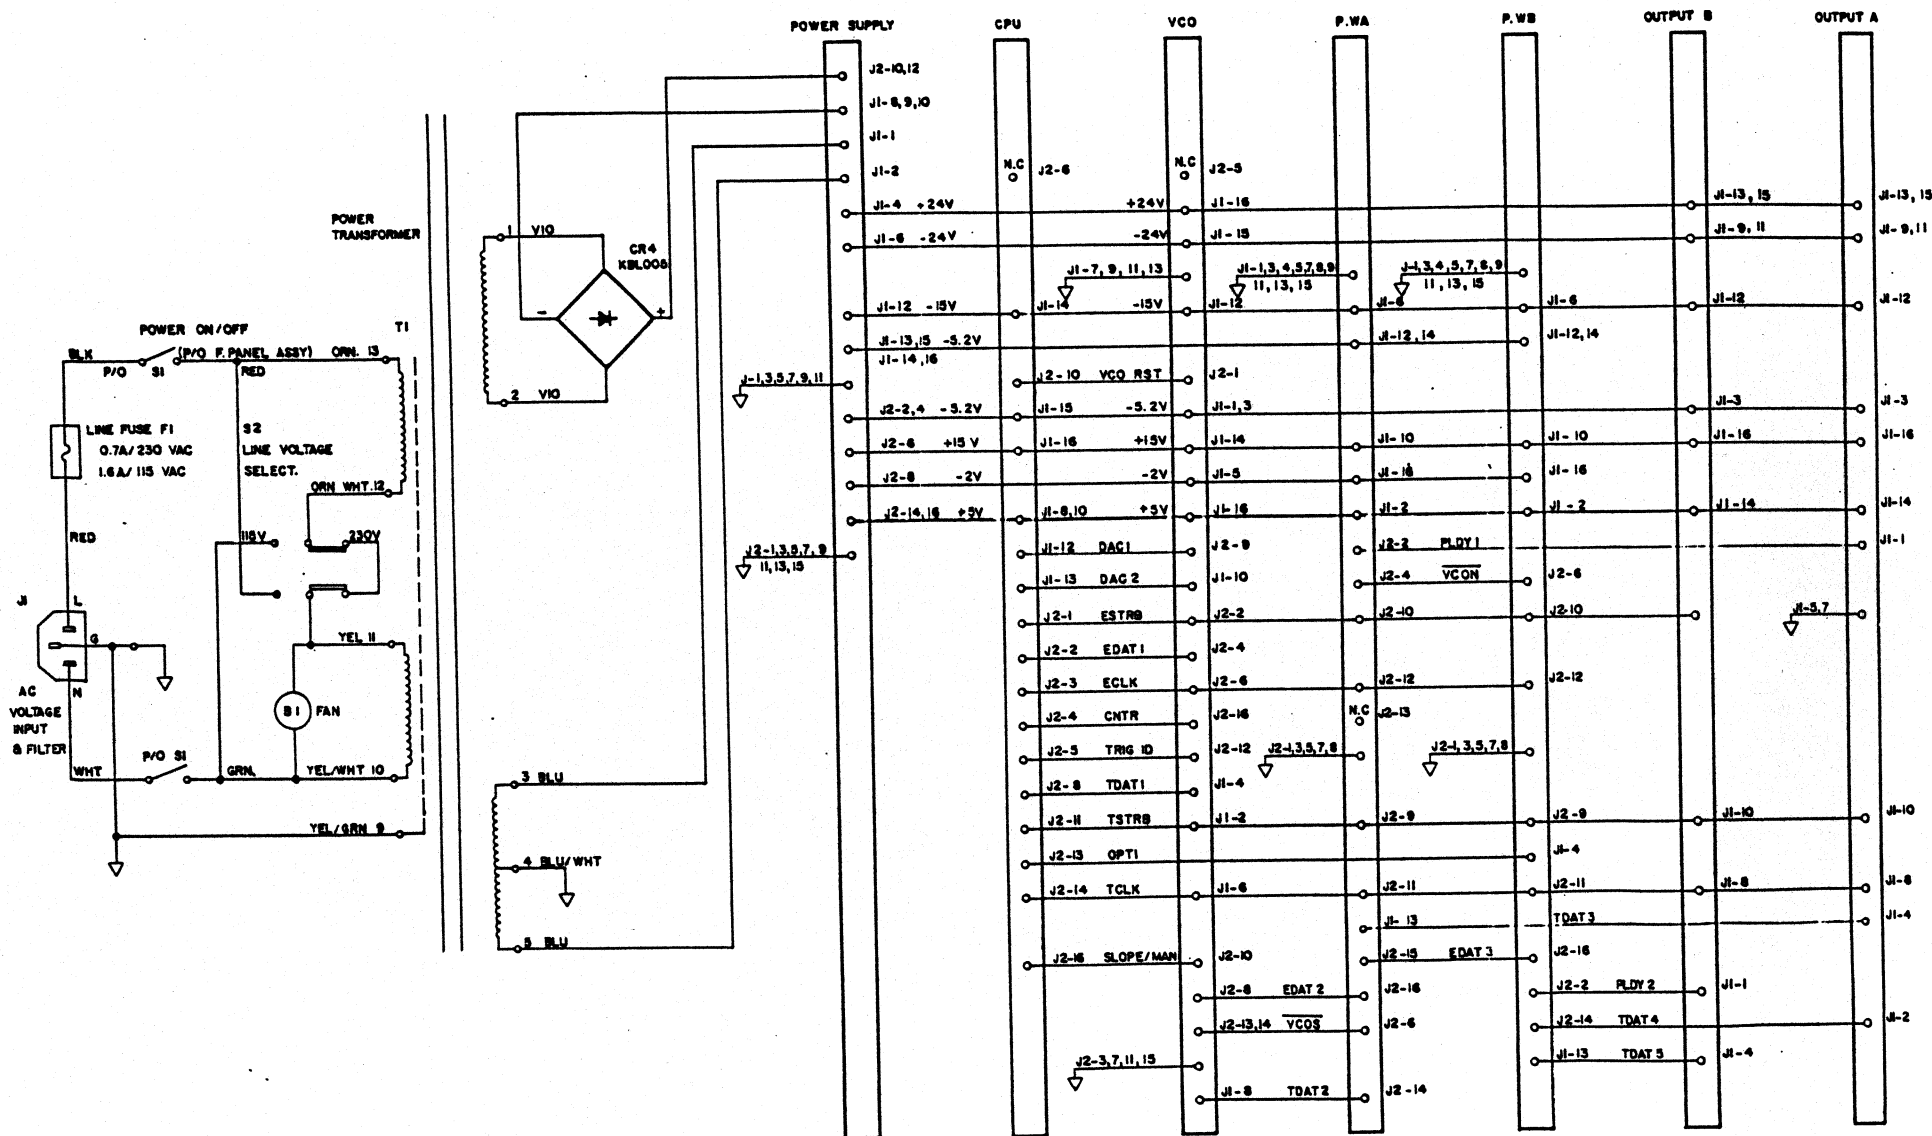 POWER SUPPLY
CPU
VCO
P.WA
P.WB
OUTPUT B
OUTPUT A
J2-10,12
J1-8,9,10
J1-1
J1-2
N.C
J2-6
N.C
J2-5
J1-4 +24V
+24V
J1-16
J1-13, 15
J1-13, 15
J1-6 -24V
-24V
J1-15
J1-9, 11
J1-9,11
J1-7, 9, 11, 13
J1-1,3,4,5,7,8,9
11, 13, 15
J-1,3,4,5,7,8,9
11, 13, 15
J1-12 -15V
J1-14
-15V
J1-12
J1-6
J1-6
J1-12
J1-12
J1-13,15 -5.2V
J1-14,16
J1-12,14
J1-12,14
J-1,3,5,7,9,11
J2-10 VCO RST
J2-1
J2-2,4 -5.2V
J1-15
-5.2V
J1-1,3
J1-3
J1-3
J2-6 +15 V
J1-16
+15V
J1-14
J1-10
J1-10
J1-16
J1-16
J2-8 -2V
-2V
J1-5
J1-16
J1-16
J2-14,16 +5V
J1-8,10
+5V
J1-16
J1-2
J1-2
J1-14
J1-14
J2-1,3,5,7,9
11,13,15
J1-12 DAC1
J2-9
J2-2 PLDY1
J1-1
J1-13 DAC 2
J1-10
J2-4 VCON
J2-6
J2-1 ESTRB
J2-2
J2-10
J2-10
J1-5,7
J2-2 EDAT1
J2-4
J2-3 ECLK
J2-6
J2-12
J2-12
J2-4 CNTR
J2-16
N.C
J2-13
J2-5 TRIG ID
J2-12
J2-1,3,5,7,8
J2-1,3,5,7,8
J2-8 TDAT1
J1-4
J2-11 TSTRB
J1-2
J2-9
J2-9
J1-10
J1-10
J2-13 OPT1
J1-4
J2-14 TCLK
J1-6
J2-11
J2-11
J1-8
J1-8
J1-13
TDAT3
J1-4
J2-16 SLOPE/MAN
J2-10
J2-15 EDAT 3
J2-16
J2-8 EDAT 2
J2-16
J2-2 PLDY 2
J1-1
J2-13,14 VCOS
J2-6
J2-14 TDAT4
J1-2
J2-3,7,11,15
J1-13 TDAT5
J1-4
J1-8 TDAT2
J2-14
POWER
TRANSFORMER
1 VIO
CR4
KBL005
-
+
2 VIO
3 BLU
4 BLU/WHT
5 BLU
POWER ON/OFF
T1
BLK
P/O S1
(P/O F.PANEL ASSY)
ORN. 13
RED
LINE FUSE F1
0.7A/230 VAC
1.6A/115 VAC
S2
LINE VOLTAGE
SELECT.
ORN WHT.12
RED
115V
230V
J1
L
G
N
YEL 11
AC
VOLTAGE
INPUT
& FILTER
B1
FAN
WHT
P/O S1
GRN.
YEL/WHT 10
YEL/GRN 9